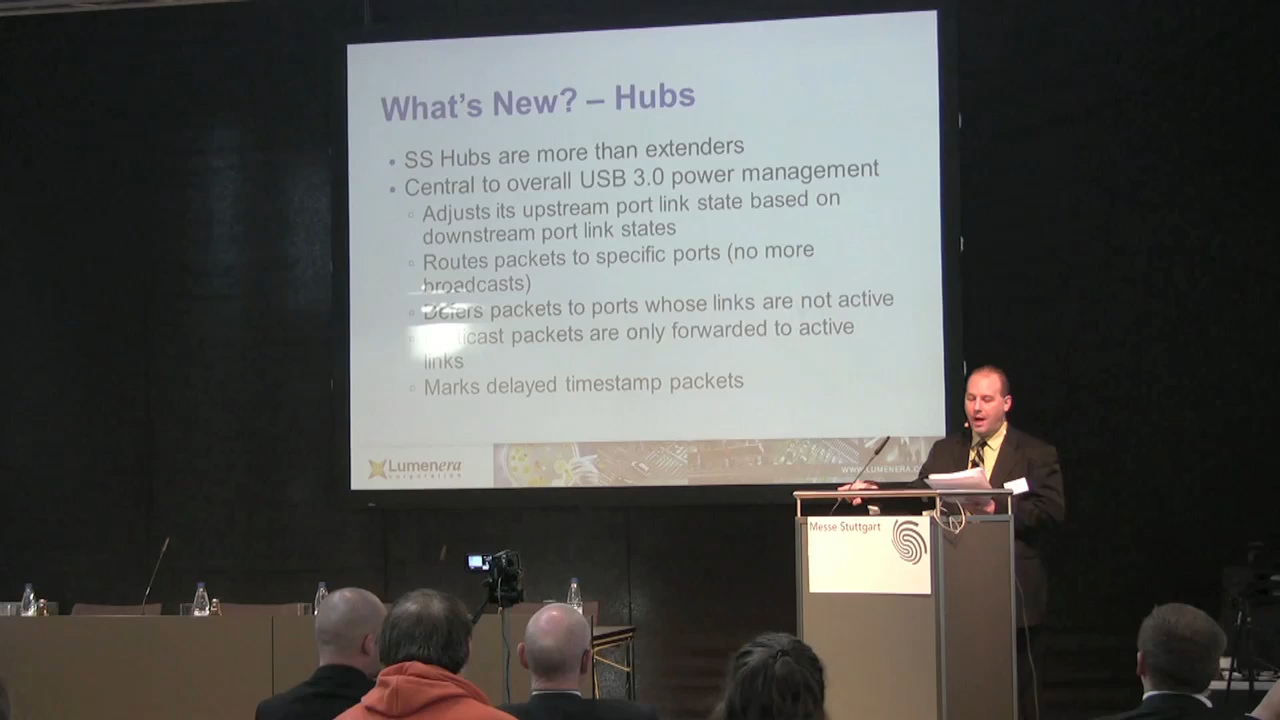 What's New? – Hubs
• SS Hubs are more than extenders
• Central to overall USB 3.0 power management
▫ Adjusts its upstream port link state based on
downstream port link states
▫ Routes packets to specific ports (no more
broadcasts)
▫ Defers packets to ports whose links are not active
packets are only forwarded to active
links
▫ Marks delayed timestamp packets
Lumenera
corporation
WWW.LUMENERA.
Messe Stuttgart